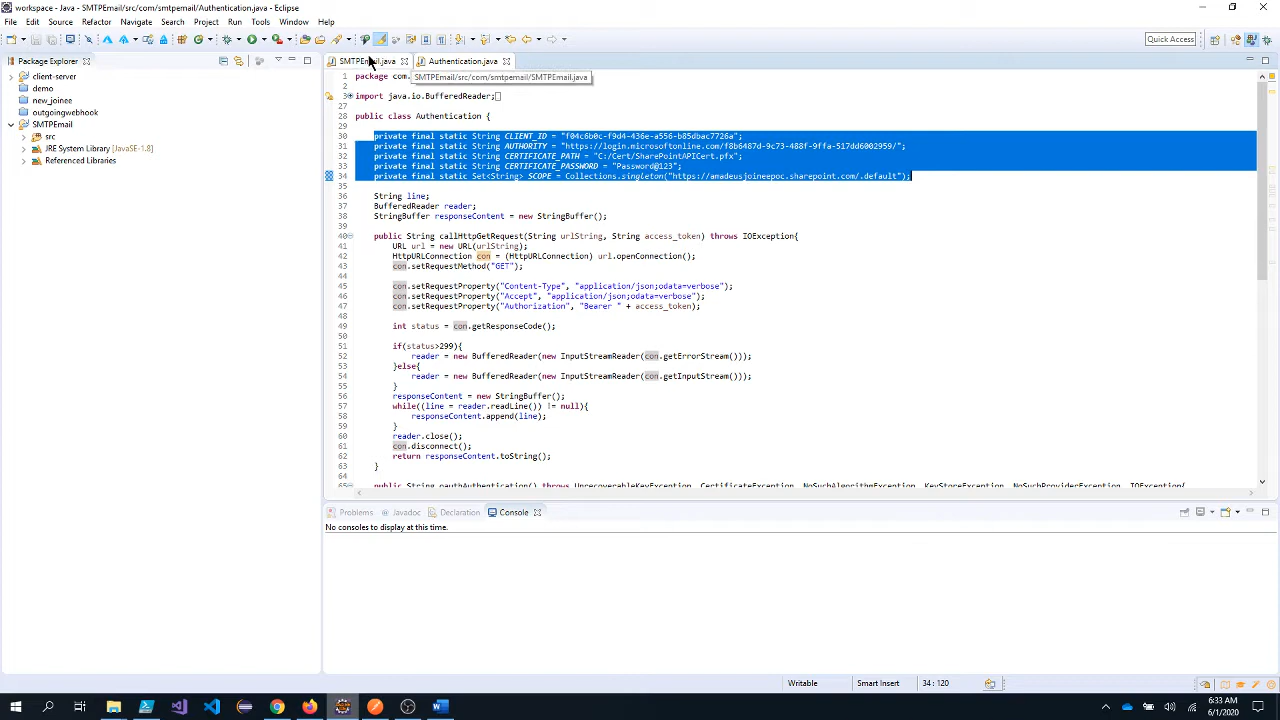 workspace - Java - SMTPEmail/src/com/smtpemail/Authentication.java - Eclipse
File Edit Source Refactor Navigate Search Project Run Tools Window Help
Quick Access
Package Explorer
client-server
demo
new_joinee
outgoingwebhook
SMTPEmail
src
JRE System Library [JavaSE-1.8]
Referenced Libraries
SMTPEmail.java Authentication.java
SMTPEmail/src/com/smtpemail/SMTPEmail.java
1 package com.
2
3 import java.io.BufferedReader;
27
28 public class Authentication {
29
30 private final static String CLIENT_ID = "f04c6b0c-f9d4-436e-a556-b85dbac7726a";
31 private final static String AUTHORITY = "https://login.microsoftonline.com/f8b6487d-9c73-488f-9ffa-517dd6002959/";
32 private final static String CERTIFICATE_PATH = "C:/Cert/SharePointAPICert.pfx";
33 private final static String CERTIFICATE_PASSWORD = "Password@123";
34 private final static Set<String> SCOPE = Collections.singleton("https://amadeusjoineepoc.sharepoint.com/.default");
35
36 String line;
37 BufferedReader reader;
38 StringBuffer responseContent = new StringBuffer();
39
40 public String callHttpGetRequest(String urlString, String access_token) throws IOException{
41 URL url = new URL(urlString);
42 HttpURLConnection con = (HttpURLConnection) url.openConnection();
43 con.setRequestMethod("GET");
44
45 con.setRequestProperty("Content-Type", "application/json;odata=verbose");
46 con.setRequestProperty("Accept", "application/json;odata=verbose");
47 con.setRequestProperty("Authorization", "Bearer " + access_token);
48
49 int status = con.getResponseCode();
50
51 if(status>299){
52 reader = new BufferedReader(new InputStreamReader(con.getErrorStream()));
53 }else{
54 reader = new BufferedReader(new InputStreamReader(con.getInputStream()));
55 }
56 responseContent = new StringBuffer();
57 while((line = reader.readLine()) != null){
58 responseContent.append(line);
59 }
60 reader.close();
61 con.disconnect();
62 return responseContent.toString();
63 }
64
65 public String oauthAuthentication() throws UnrecoverableKeyException, CertificateException, NoSuchAlgorithmException, KeyStoreException, NoSuchProviderException, IOException{
Problems Javadoc Declaration Console
No consoles to display at this time.
Writable Smart Insert 34 : 120
6:33 AM
6/1/2020